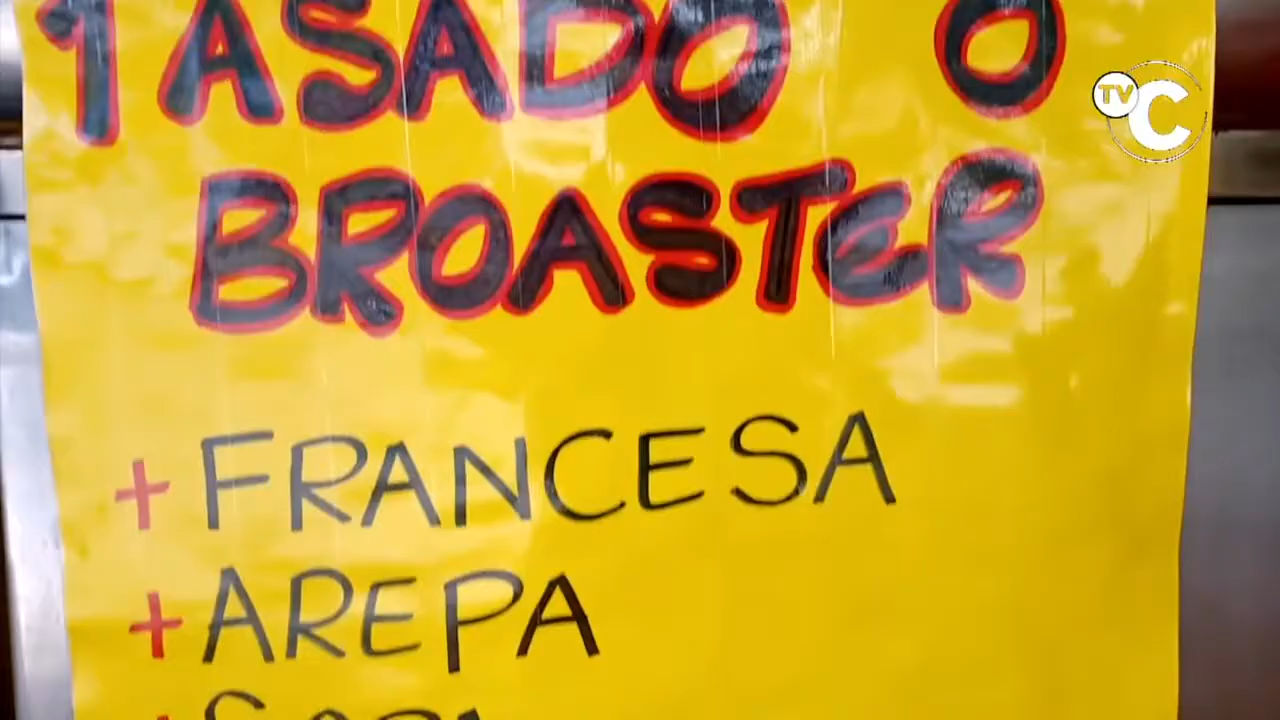 1 ASADO O
BROASTER
+ FRANCESA
+ AREPA
TV C